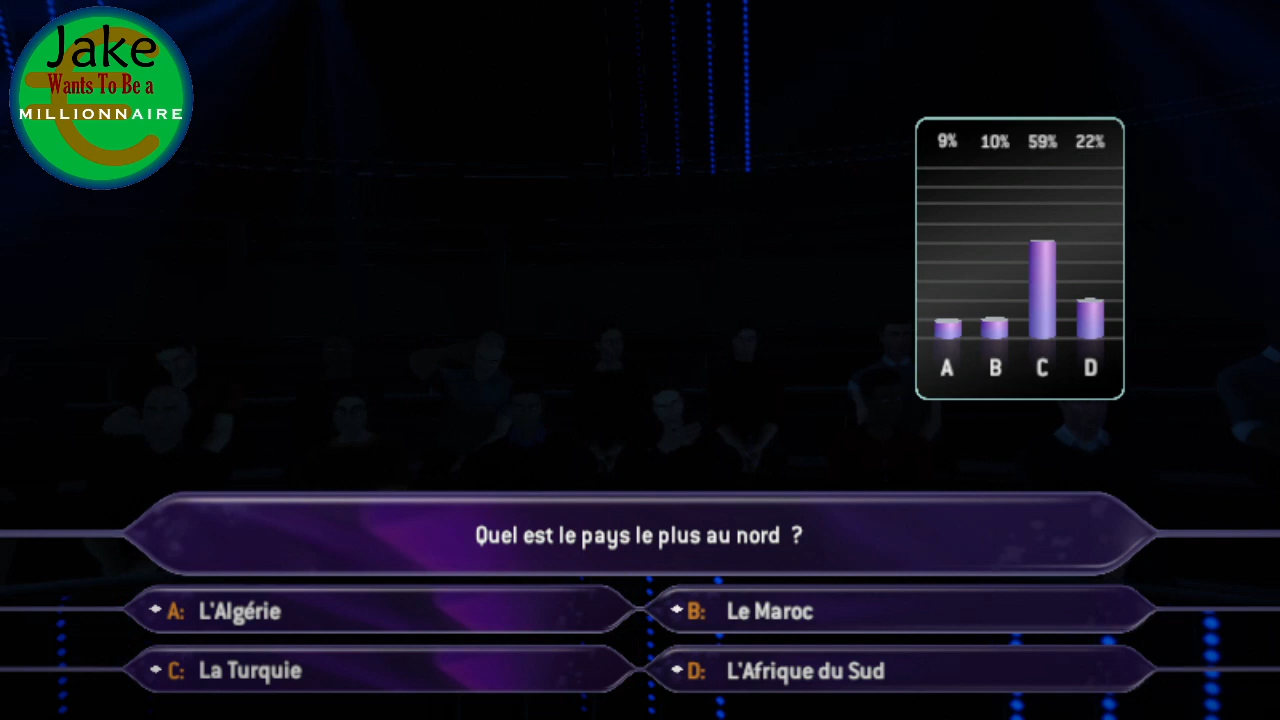 Jake
Wants To Be a
MILLIONNAIRE
9% 10% 59% 22%
A B C D
Quel est le pays le plus au nord ?
A: L'Algérie
B: Le Maroc
C: La Turquie
D: L'Afrique du Sud